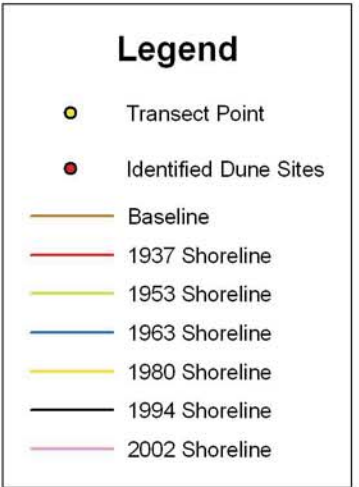 Legend
Transect Point
Identified Dune Sites
Baseline
1937 Shoreline
1953 Shoreline
1963 Shoreline
1980 Shoreline
1994 Shoreline
2002 Shoreline